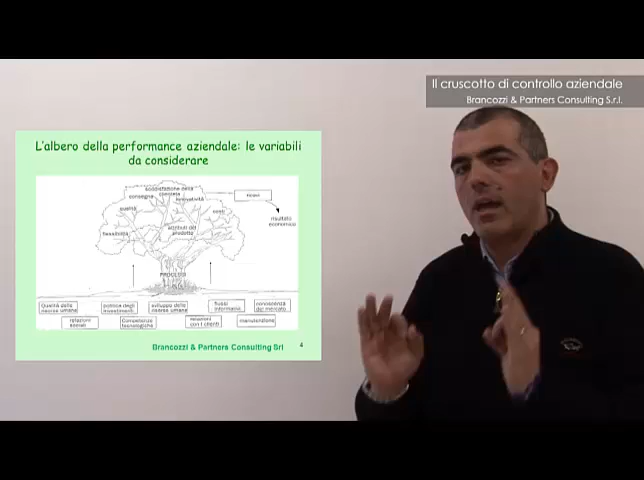 Il cruscotto di controllo aziendale
Brancozzi & Partners Consulting S.r.l.
L'albero della performance aziendale: le variabili
da considerare
soddisfazione della
clientela
consegna
innovatività
qualità
costi
flessibilità
attributi del
prodotto
ricavi
risultato
economico
PROCESSI
Qualità delle
risorse umane
politica degli
investimenti
sviluppo delle
risorse umane
flussi
informativi
conoscenza
del mercato
relazioni
sociali
Competenze
tecnologiche
relazioni
con i clienti
manutenzione
Brancozzi & Partners Consulting Srl
4